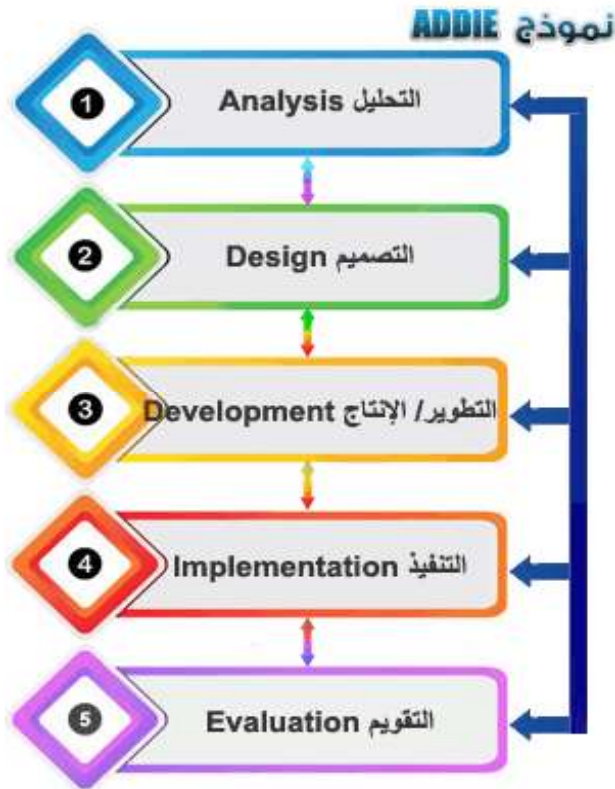 نموذج ADDIE
1
التحليل Analysis
2
التصميم Design
3
التطوير/ الإنتاج Development
4
التنفيذ Implementation
5
التقويم Evaluation